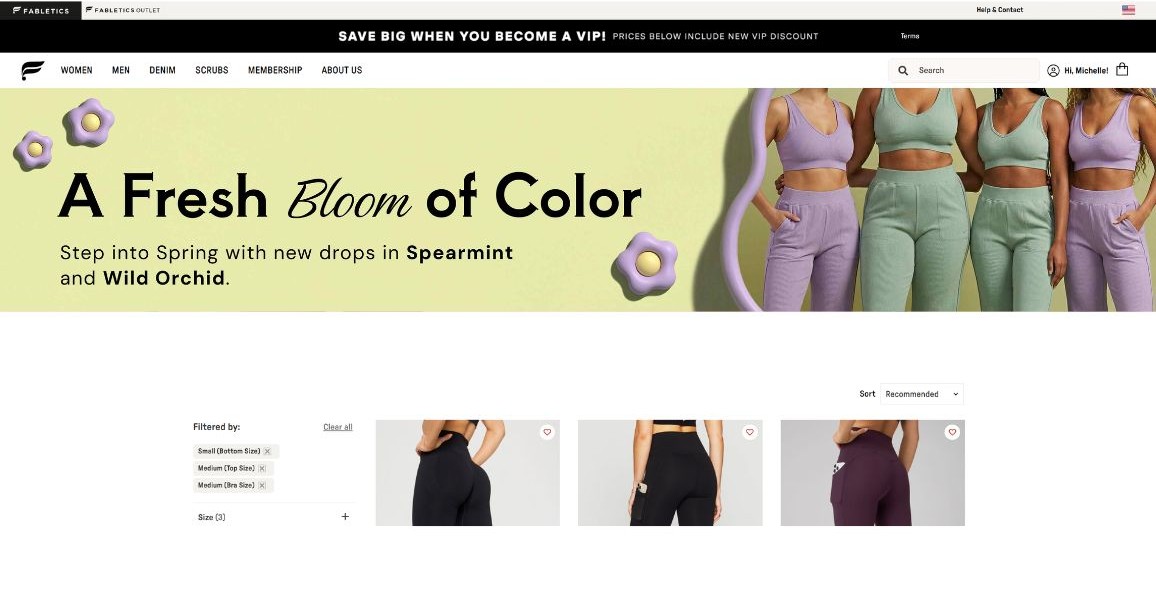 FABLETICS
FABLETICS OUTLET
Help & Contact
SAVE BIG WHEN YOU BECOME A VIP! PRICES BELOW INCLUDE NEW VIP DISCOUNT
Terms
WOMEN MEN DENIM SCRUBS MEMBERSHIP ABOUT US
Search
Hi, Michelle!
A Fresh Bloom of Color
Step into Spring with new drops in Spearmint
and Wild Orchid.
Sort Recommended
Filtered by: Clear all
Small (Bottom Size) ×
Medium (Top Size) ×
Medium (Bra Size) ×
Size (3) +